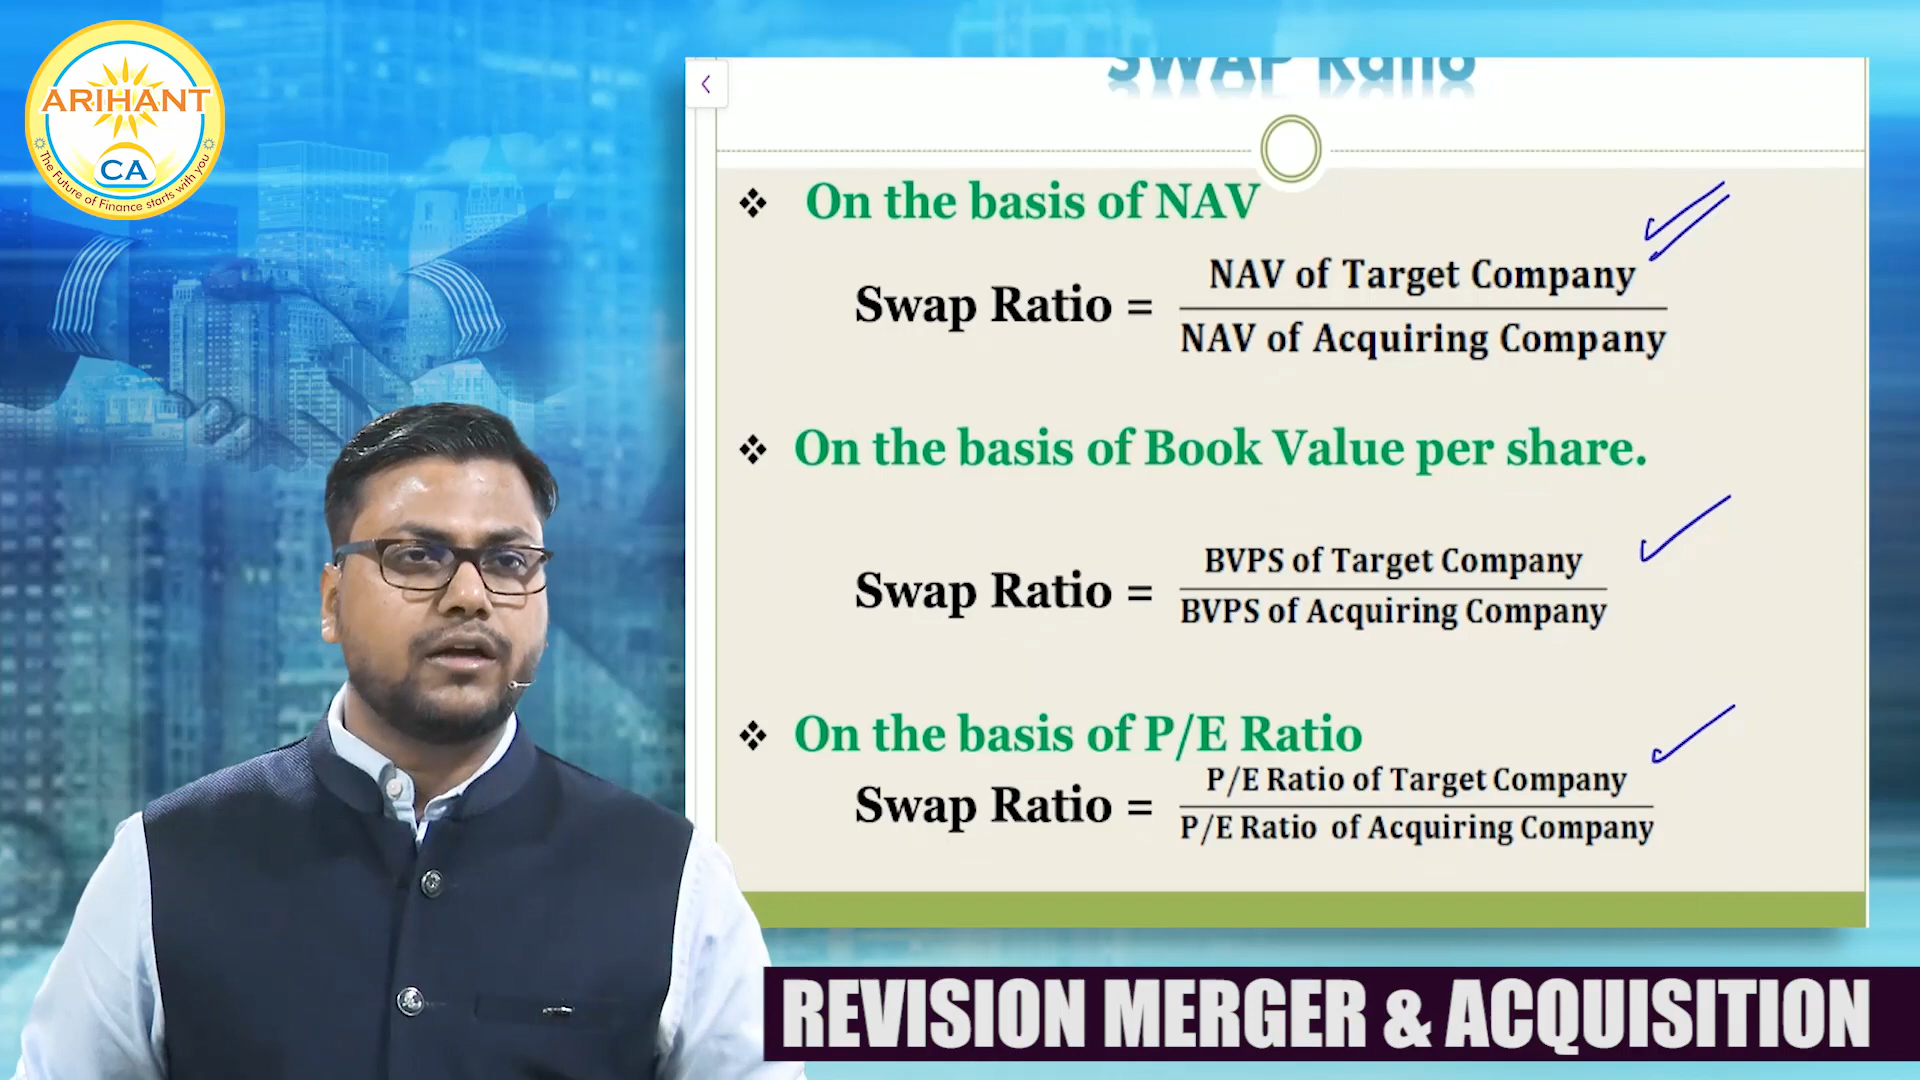 ARIHANT
CA
The Future of Finance starts with you
SWAP Ratio
❖ On the basis of NAV
Swap Ratio = NAV of Target Company
NAV of Acquiring Company
❖ On the basis of Book Value per share.
Swap Ratio = BVPS of Target Company
BVPS of Acquiring Company
❖ On the basis of P/E Ratio
Swap Ratio = P/E Ratio of Target Company
P/E Ratio of Acquiring Company
REVISION MERGER & ACQUISITION